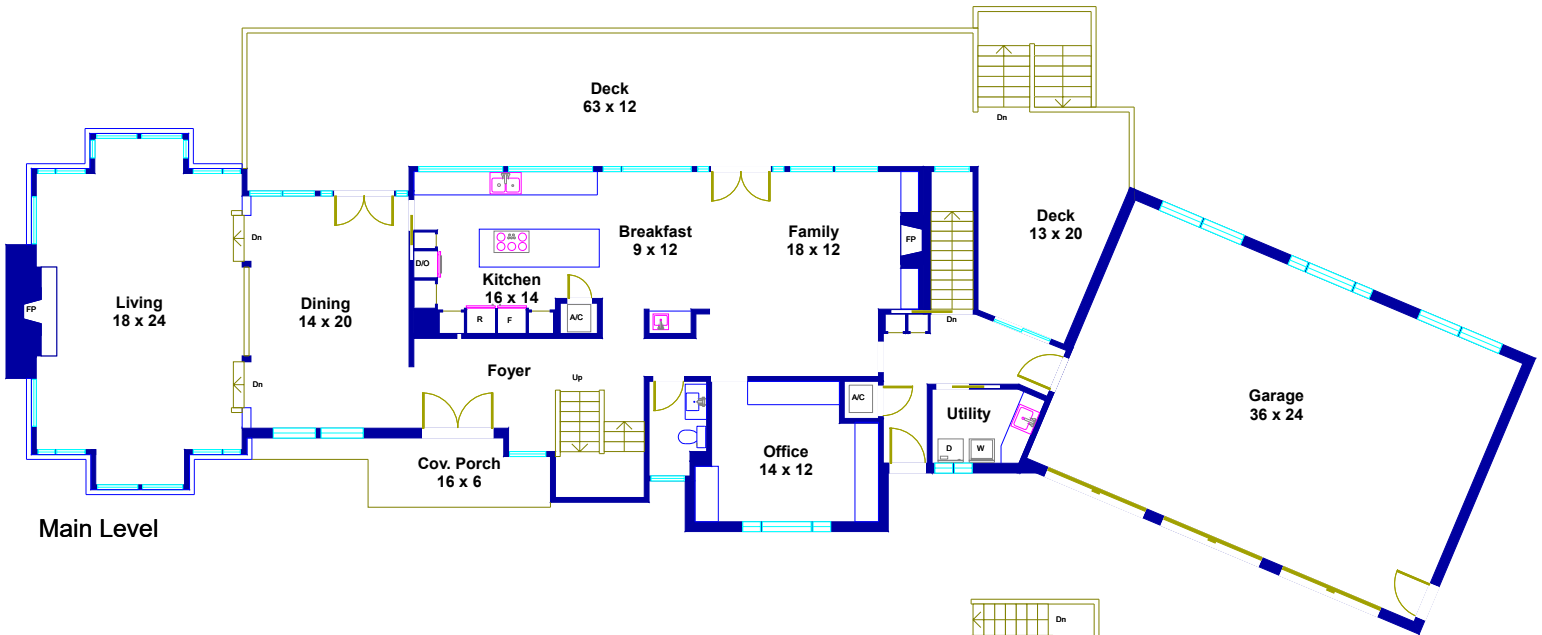 Deck
63 x 12
Dn
Deck
13 x 20
Dn
Living
18 x 24
FP
Dn
Dining
14 x 20
D/O
Kitchen
16 x 14
R
F
A/C
Breakfast
9 x 12
Family
18 x 12
FP
Dn
Foyer
Up
Cov. Porch
16 x 6
Office
14 x 12
A/C
Utility
D
W
Garage
36 x 24
Main Level
Dn